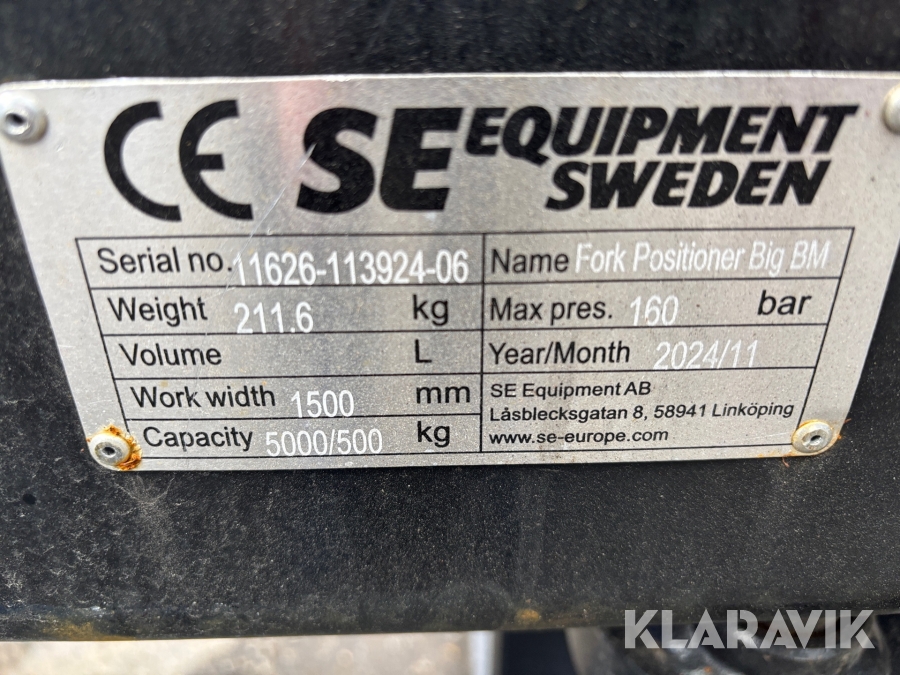 CE SE EQUIPMENT
SWEDEN
Serial no. 11626-113924-06
Weight 211.6 kg
Volume L
Work width 1500 mm
Capacity 5000/500 kg
Name Fork Positioner Big BM
Max pres. 160 bar
Year/Month 2024/11
SE Equipment AB
Låsblecksgatan 8, 58941 Linköping
www.se-europe.com
KLARAVIK